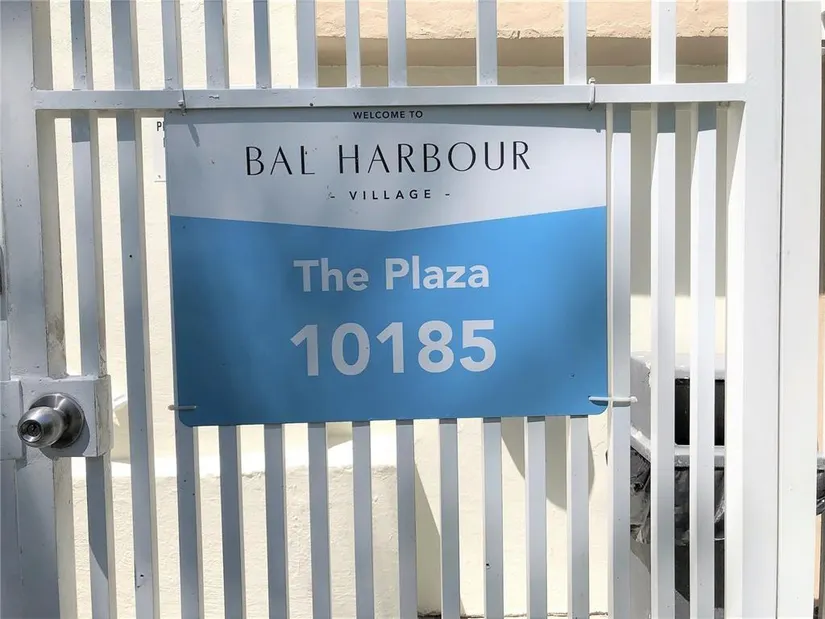 WELCOME TO
BAL HARBOUR
- VILLAGE -
The Plaza
10185